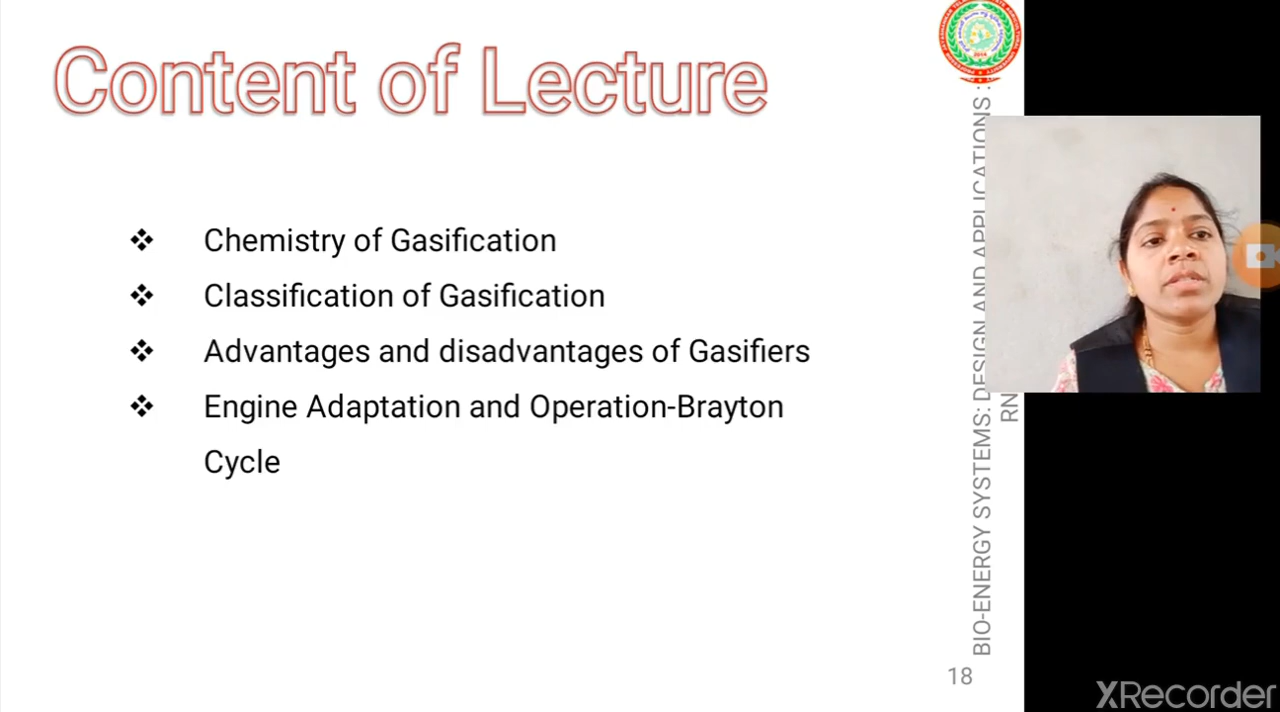 Content of Lecture
❖ Chemistry of Gasification
❖ Classification of Gasification
❖ Advantages and disadvantages of Gasifiers
❖ Engine Adaptation and Operation-Brayton
Cycle
BIO-ENERGY SYSTEMS: DESIGN AND APPLICATIONS :
RN
18
XRecorder